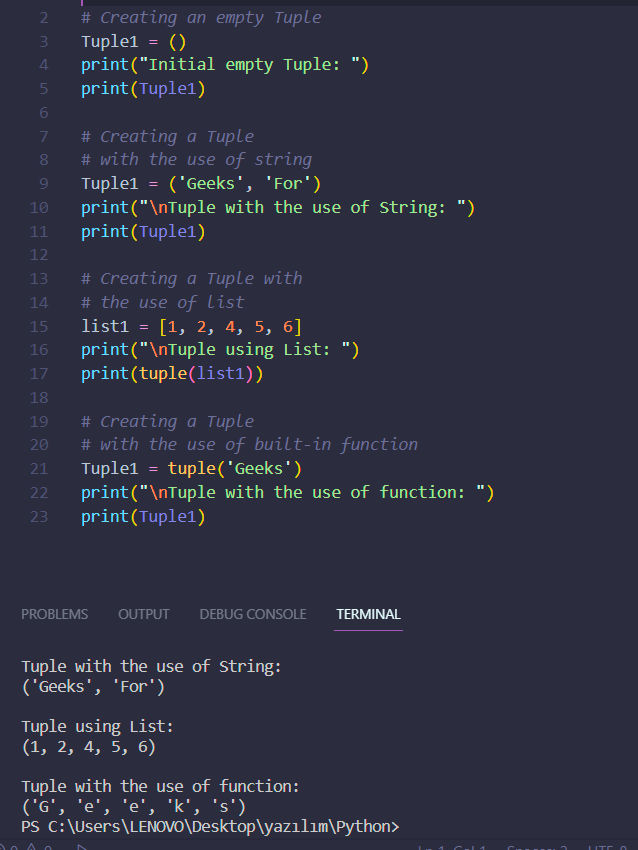 2 # Creating an empty Tuple
3 Tuple1 = ()
4 print("Initial empty Tuple: ")
5 print(Tuple1)
6
7 # Creating a Tuple
8 # with the use of string
9 Tuple1 = ('Geeks', 'For')
10 print("\nTuple with the use of String: ")
11 print(Tuple1)
12
13 # Creating a Tuple with
14 # the use of list
15 list1 = [1, 2, 4, 5, 6]
16 print("\nTuple using List: ")
17 print(tuple(list1))
18
19 # Creating a Tuple
20 # with the use of built-in function
21 Tuple1 = tuple('Geeks')
22 print("\nTuple with the use of function: ")
23 print(Tuple1)
PROBLEMS OUTPUT DEBUG CONSOLE TERMINAL
Tuple with the use of String:
('Geeks', 'For')
Tuple using List:
(1, 2, 4, 5, 6)
Tuple with the use of function:
('G', 'e', 'e', 'k', 's')
PS C:\Users\LENOVO\Desktop\yazılım\Python>